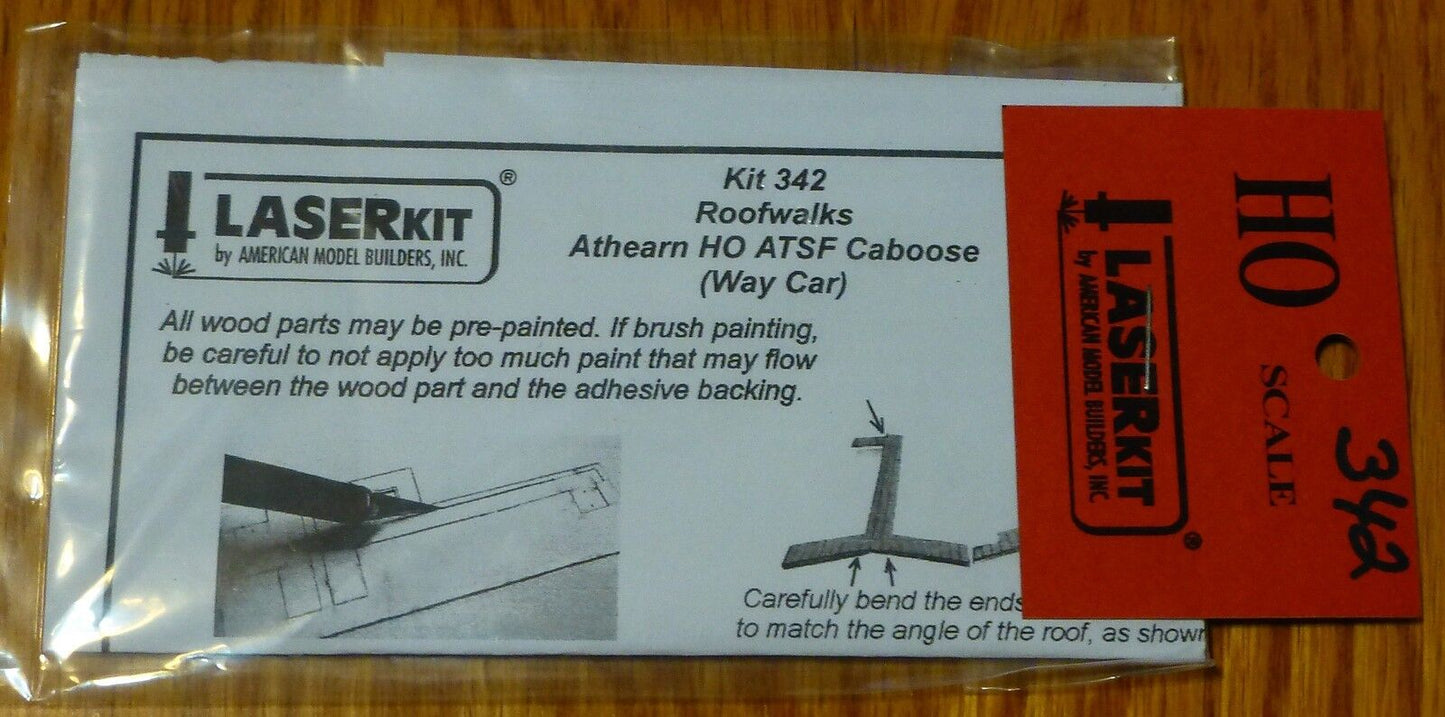 LASERKIT ®
by AMERICAN MODEL BUILDERS, INC.
Kit 342
Roofwalks
Athearn HO ATSF Caboose
(Way Car)
All wood parts may be pre-painted. If brush painting,
be careful to not apply too much paint that may flow
between the wood part and the adhesive backing.
Carefully bend the ends
to match the angle of the roof, as shown
HO
SCALE
342
LASERKIT ®
by AMERICAN MODEL BUILDERS, INC.